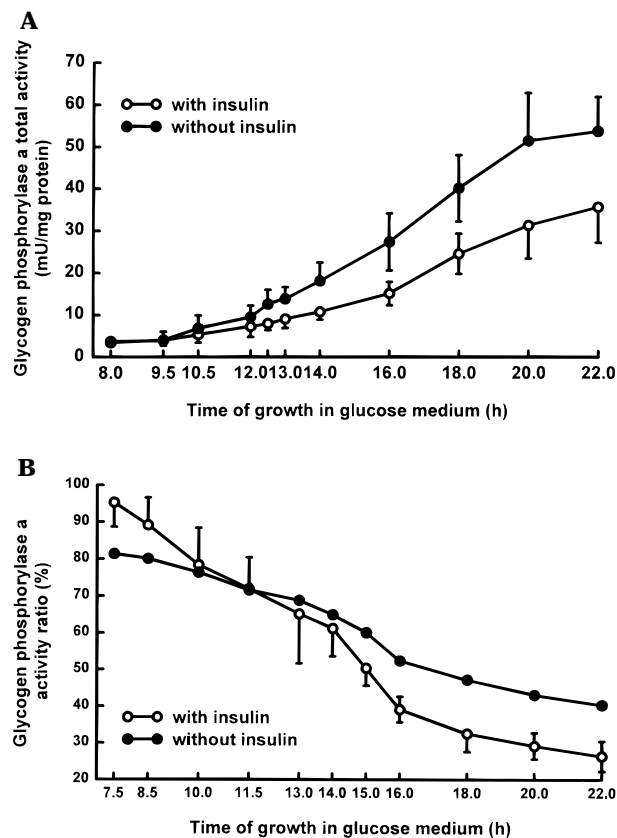 A
Glycogen phosphorylase a total activity
(mU/mg protein)
70
60
50
40
30
20
10
0
with insulin
without insulin
8.0 9.5 10.5 12.0 13.0 14.0 16.0 18.0 20.0 22.0
Time of growth in glucose medium (h)
B
Glycogen phosphorylase a
activity ratio (%)
100
90
80
70
60
50
40
30
20
with insulin
without insulin
7.5 8.5 10.0 11.5 13.0 14.0 15.0 16.0 18.0 20.0 22.0
Time of growth in glucose medium (h)